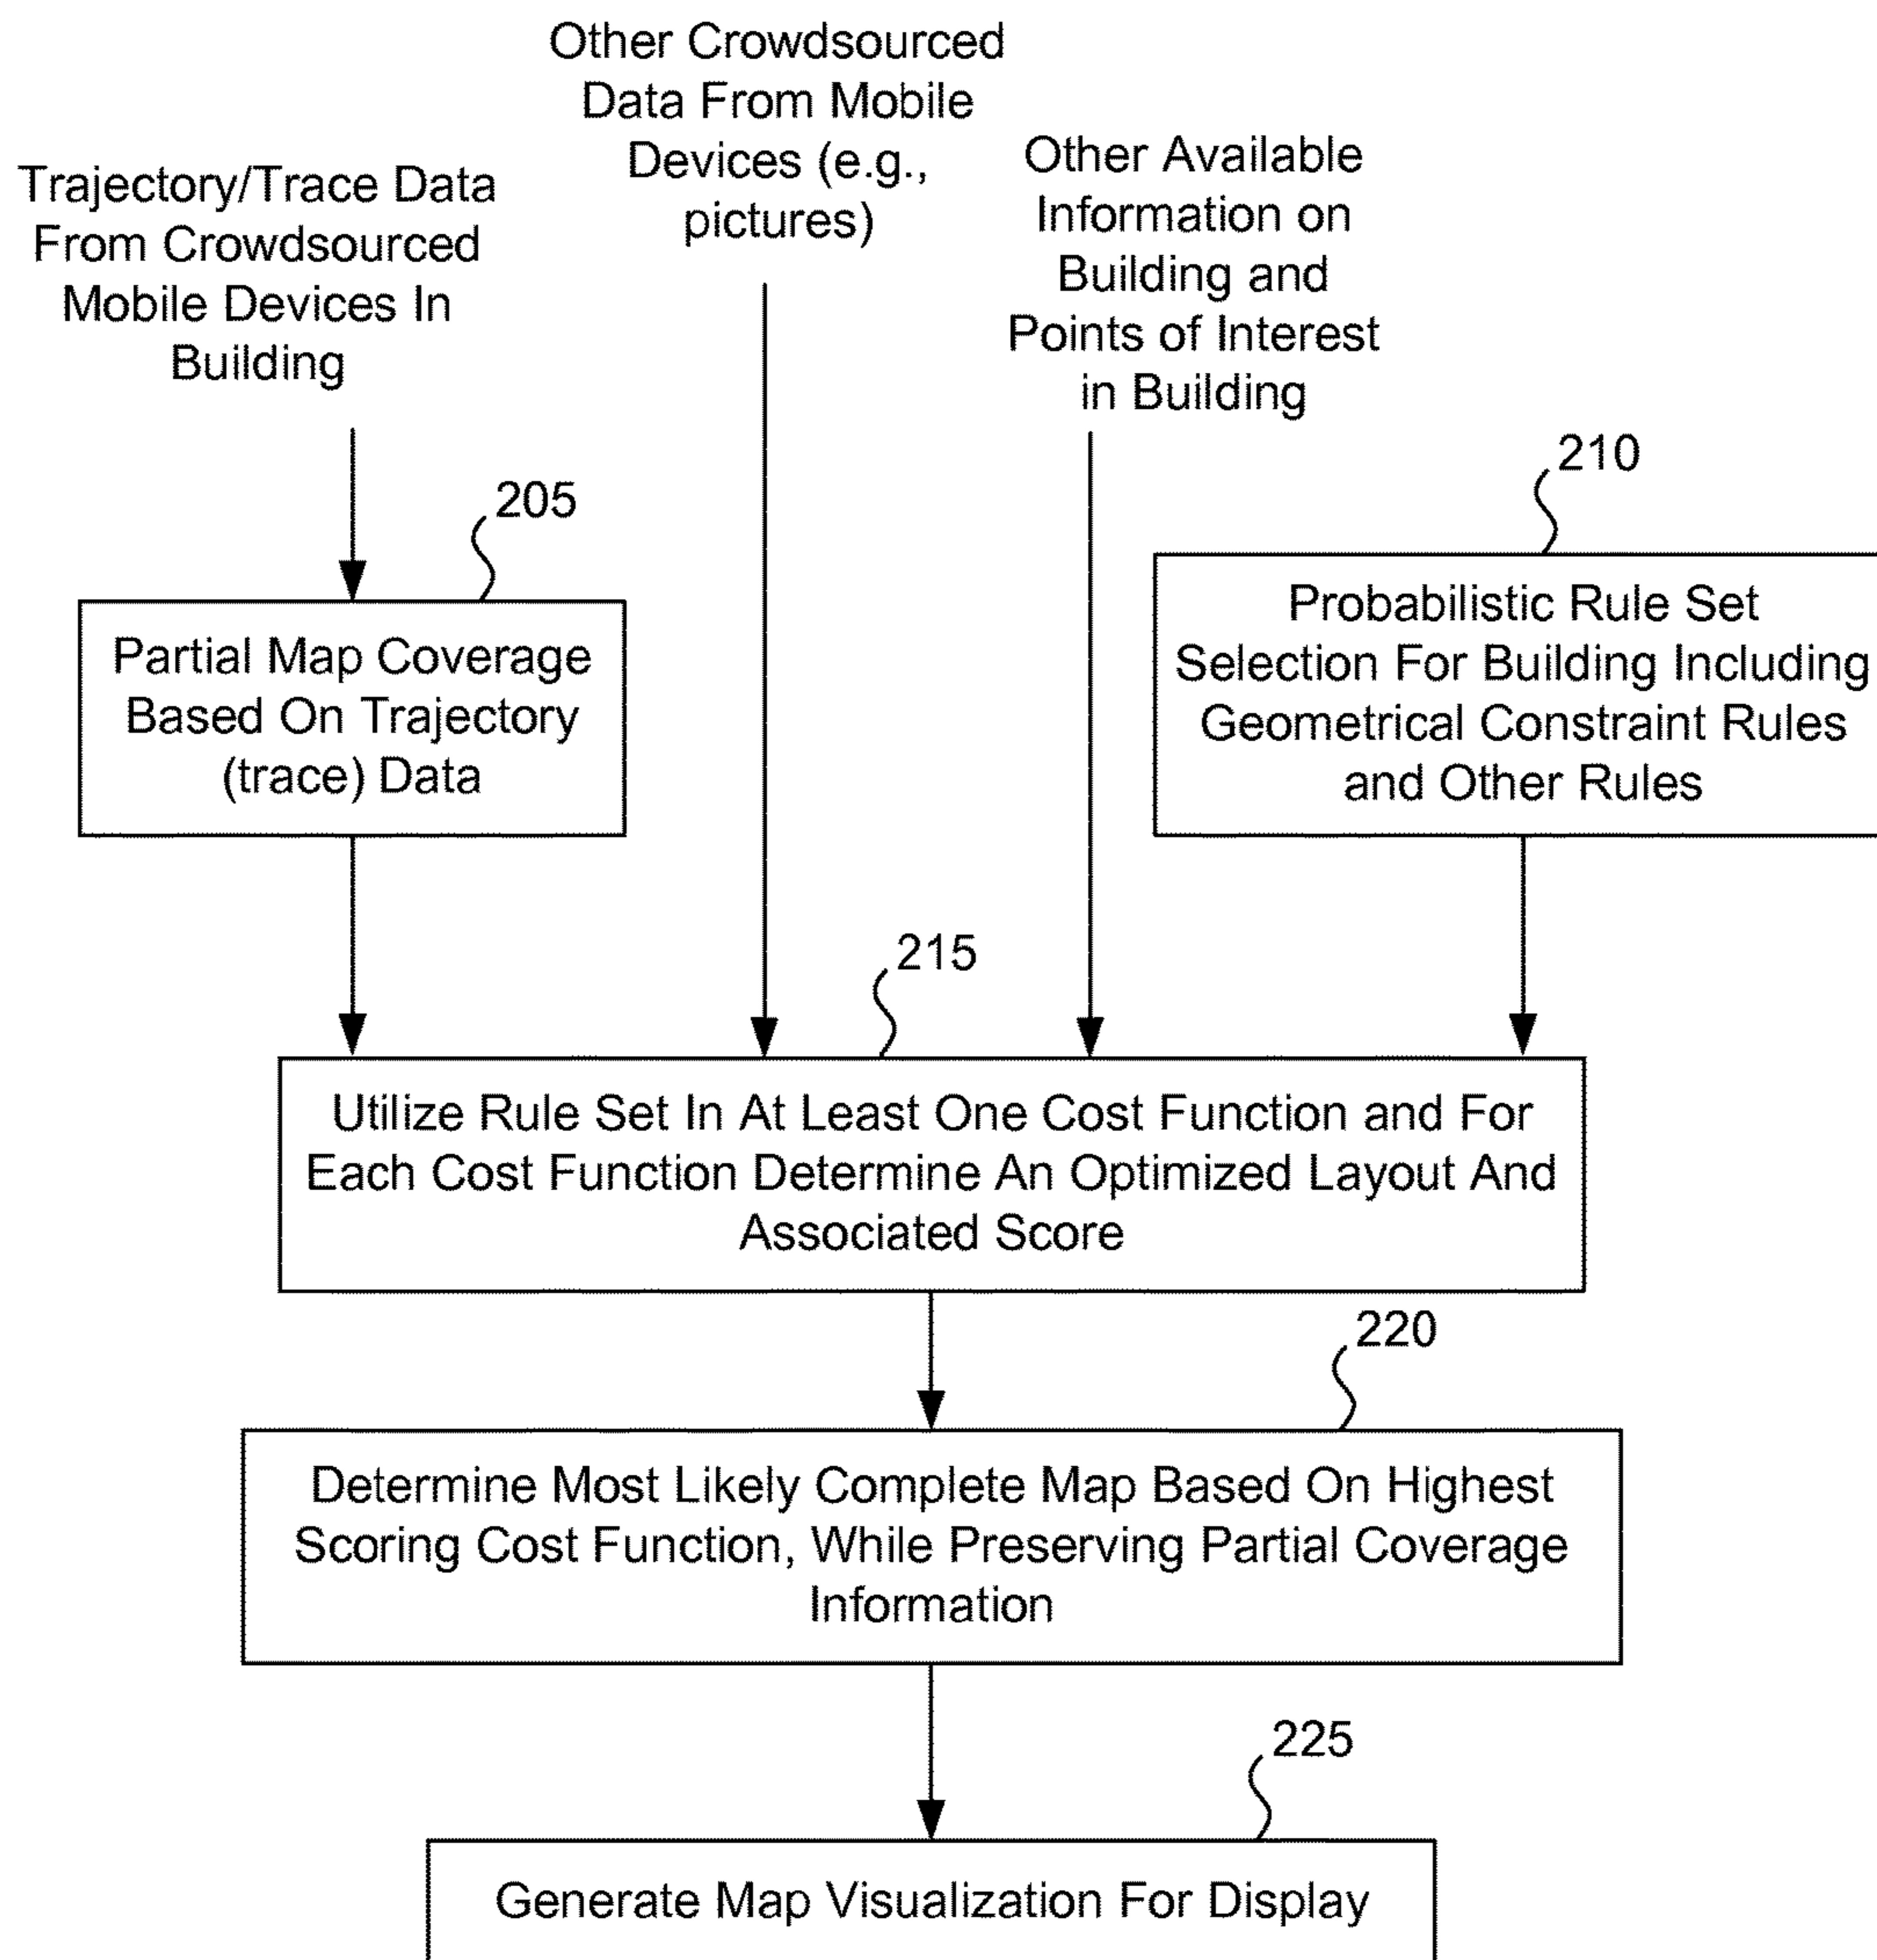 Other Crowdsourced
Data From Mobile
Devices (e.g.,
pictures)
Trajectory/Trace Data
From Crowdsourced
Mobile Devices In
Building
Other Available
Information on
Building and
Points of Interest
in Building
205
210
Partial Map Coverage
Based On Trajectory
(trace) Data
Probabilistic Rule Set
Selection For Building Including
Geometrical Constraint Rules
and Other Rules
215
Utilize Rule Set In At Least One Cost Function and For
Each Cost Function Determine An Optimized Layout And
Associated Score
220
Determine Most Likely Complete Map Based On Highest
Scoring Cost Function, While Preserving Partial Coverage
Information
225
Generate Map Visualization For Display